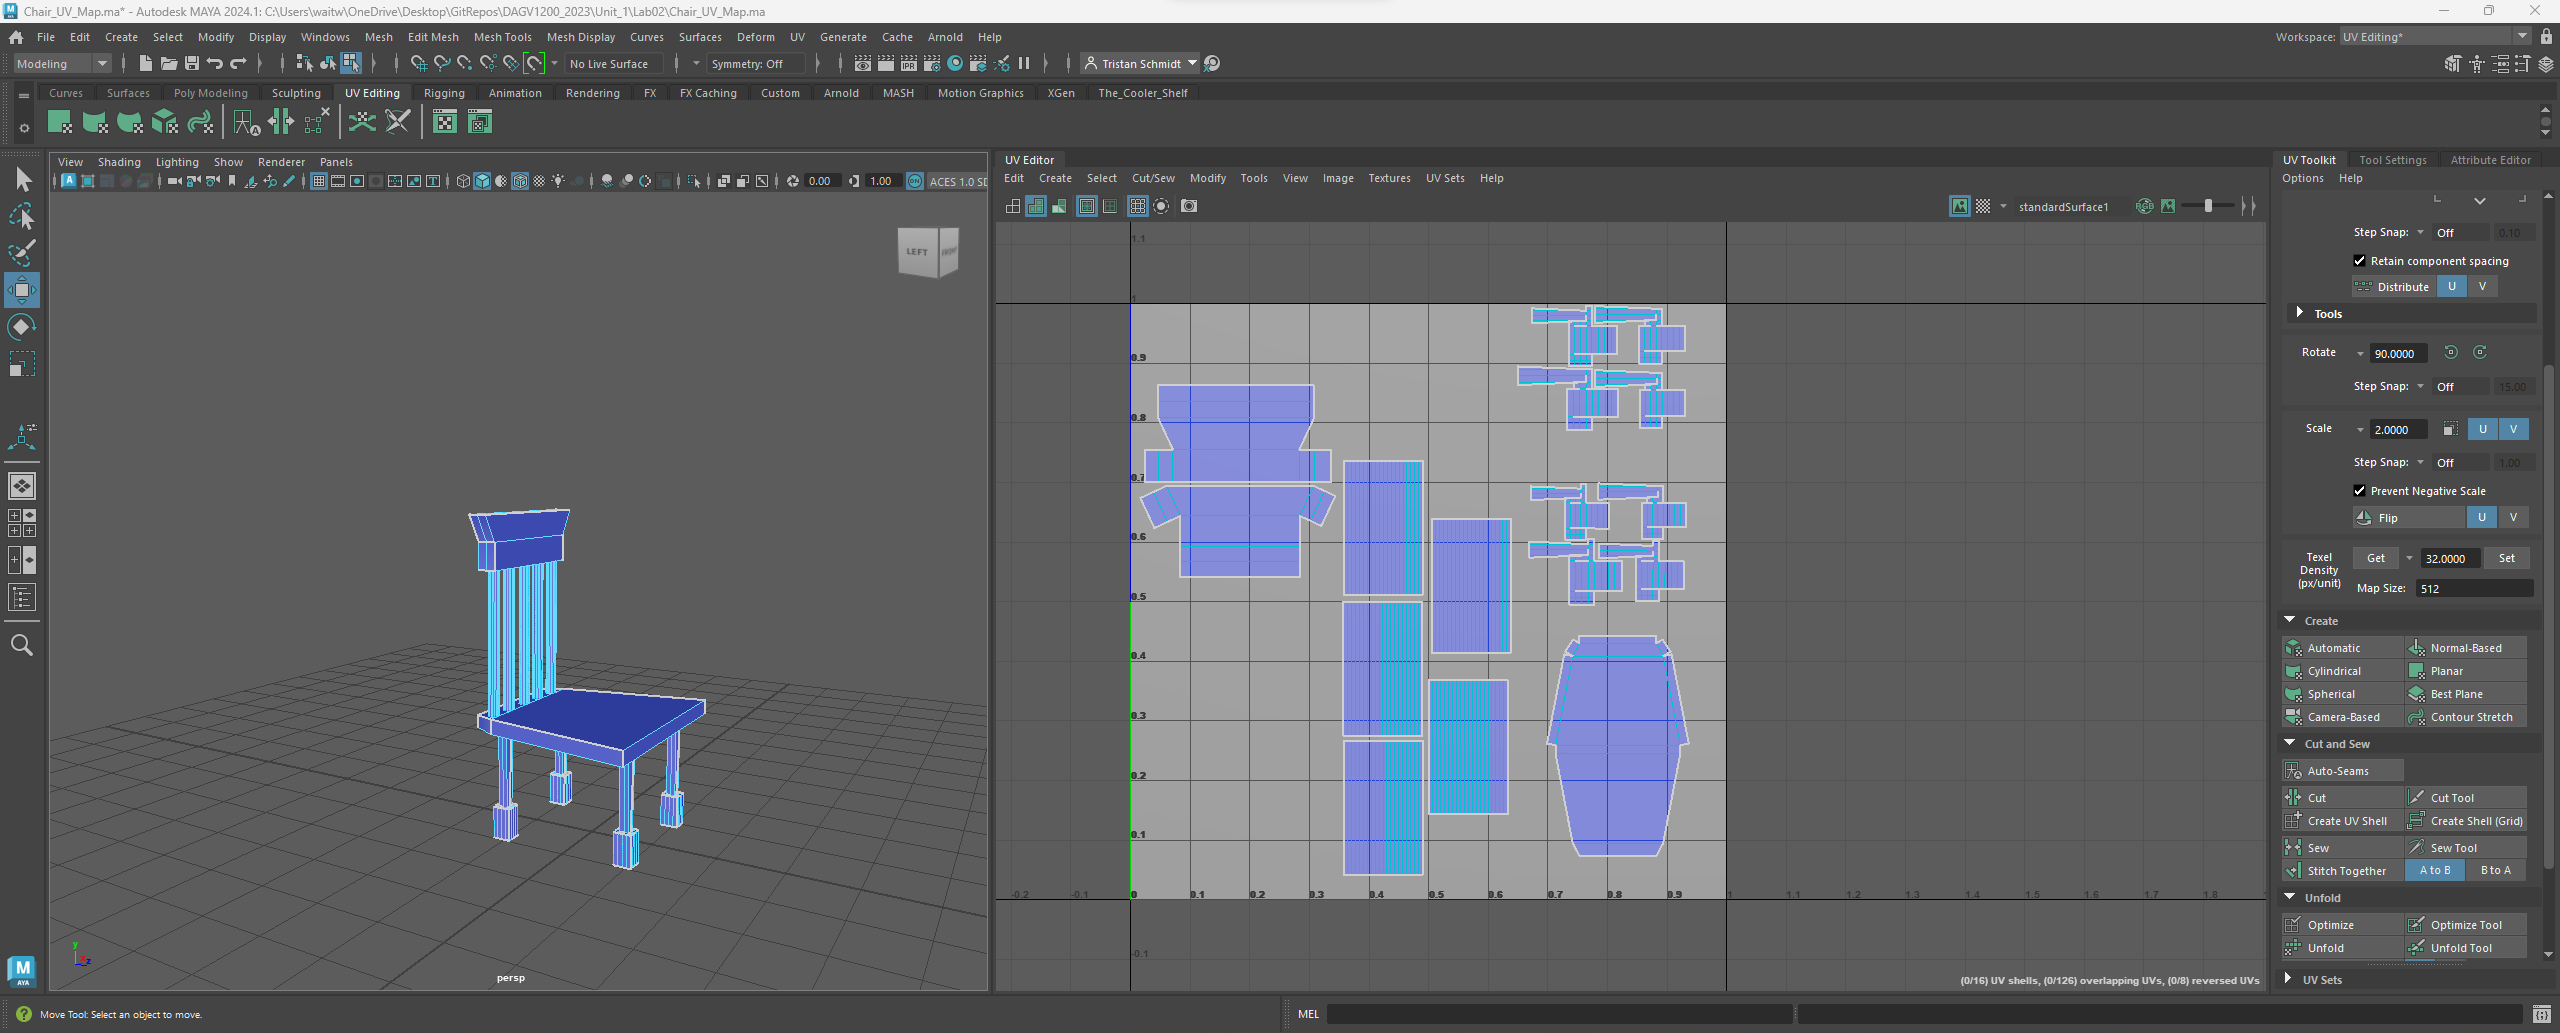 Chair_UV_Map.ma* - Autodesk MAYA 2024.1: C:\Users\waitw\OneDrive\Desktop\GitRepos\DAGV1200_2023\Unit_1\Lab02\Chair_UV_Map.ma
File Edit Create Select Modify Display Windows Mesh Edit Mesh Mesh Tools Mesh Display Curves Surfaces Deform UV Generate Cache Arnold Help
Workspace: UV Editing*
Modeling No Live Surface Symmetry: Off IPR Tristan Schmidt
Curves Surfaces Poly Modeling Sculpting UV Editing Rigging Animation Rendering FX FX Caching Custom Arnold MASH Motion Graphics XGen The_Cooler_Shelf
View Shading Lighting Show Renderer Panels
0.00 1.00 ON ACES 1.0 SD
LEFT FRONT
persp
y
z
UV Editor
Edit Create Select Cut/Sew Modify Tools View Image Textures UV Sets Help
standardSurface1 RGB
1.1
1
0.9
0.8
0.7
0.6
0.5
0.4
0.3
0.2
0.1
-0.2 -0.1 0 0.1 0.2 0.3 0.4 0.5 0.6 0.7 0.8 0.9 1 1.1 1.2 1.3 1.4 1.5 1.6 1.7 1.8
-0.1
(0/16) UV shells, (0/126) overlapping UVs, (0/8) reversed UVs
UV Toolkit Tool Settings Attribute Editor
Options Help
Step Snap: Off 0.10
Retain component spacing
Distribute U V
Tools
Rotate 90.0000
Step Snap: Off 15.00
Scale 2.0000 U V
Step Snap: Off 1.00
Prevent Negative Scale
Flip U V
Texel Density (px/unit) Get 32.0000 Set
Map Size: 512
Create
Automatic Normal-Based
Cylindrical Planar
Spherical Best Plane
Camera-Based Contour Stretch
Cut and Sew
Auto-Seams
Cut Cut Tool
Create UV Shell Create Shell (Grid)
Sew Sew Tool
Stitch Together A to B B to A
Unfold
Optimize Optimize Tool
Unfold Unfold Tool
UV Sets
M
AYA
Move Tool: Select an object to move.
MEL